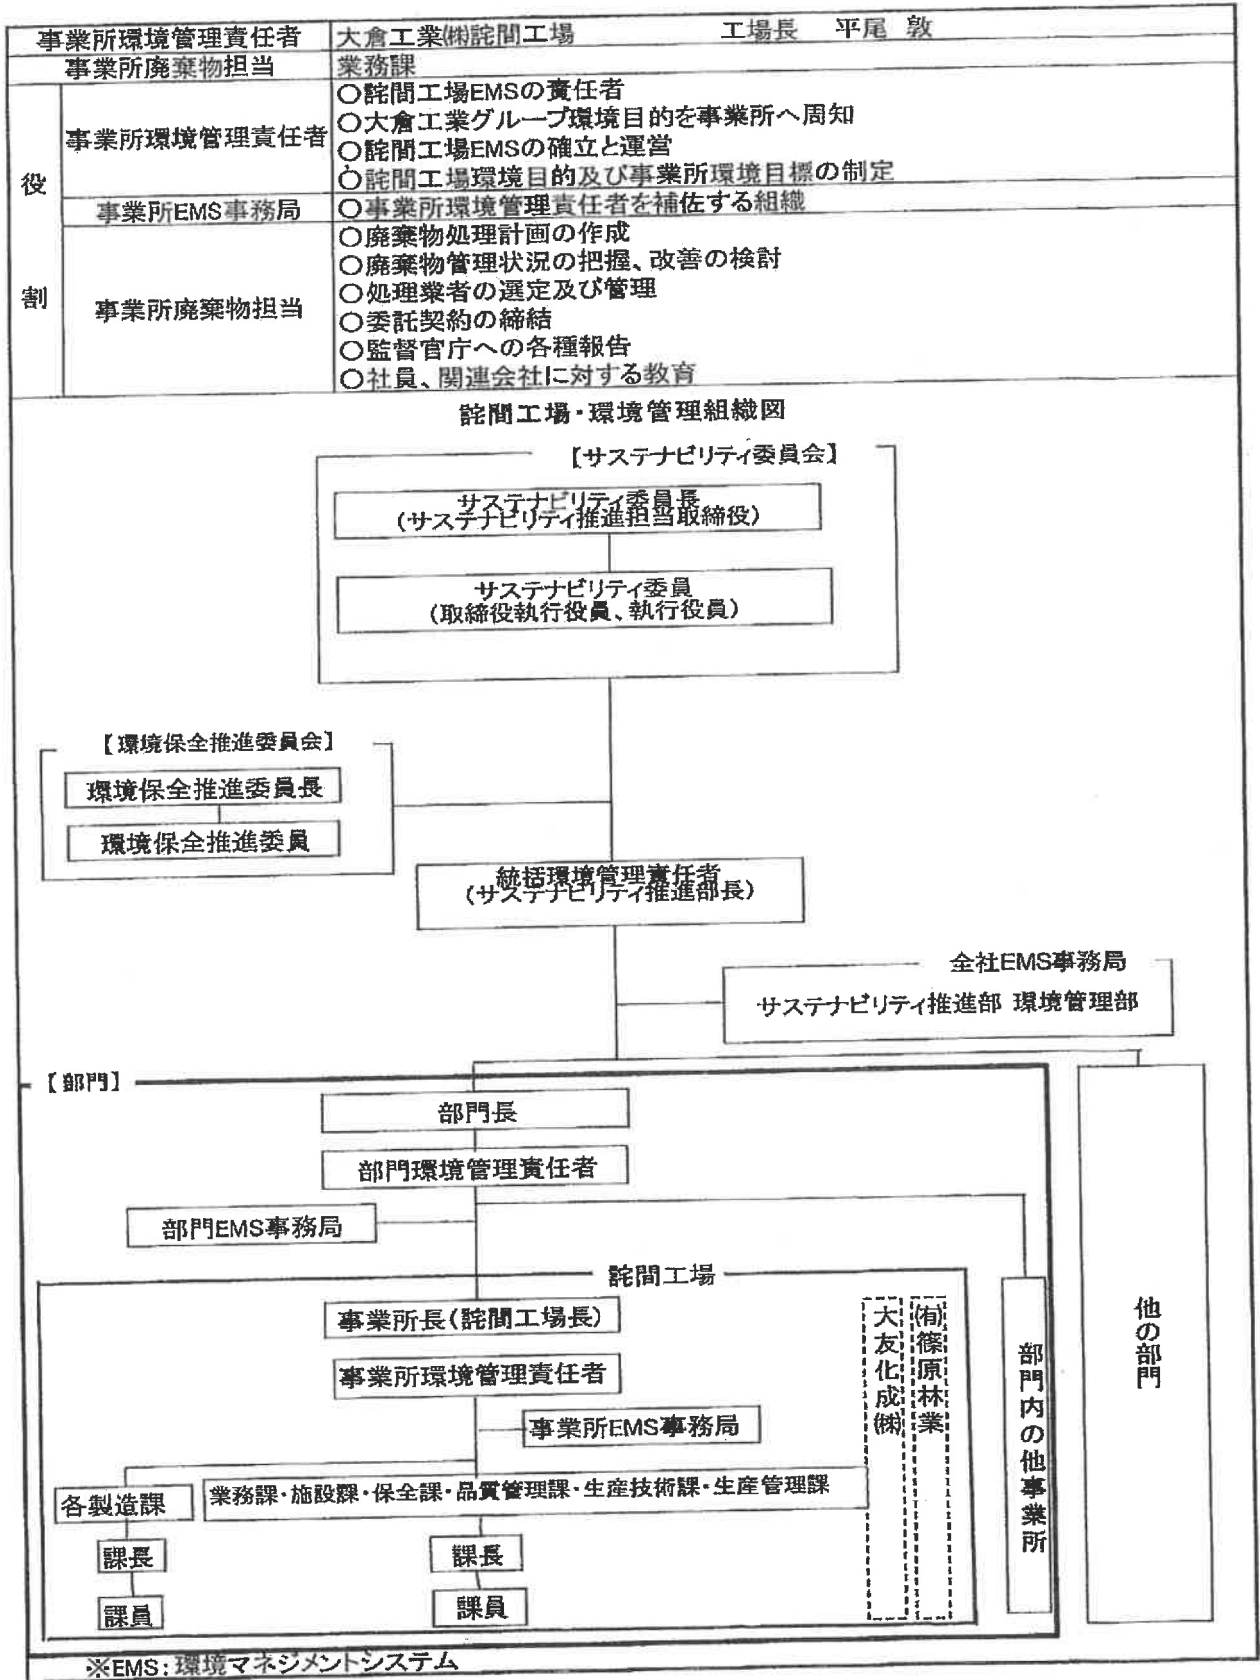 事業所環境管理責任者 大倉工業㈱詫間工場 工場長 平尾 敦
事業所廃棄物担当 業務課
役割
事業所環境管理責任者
○詫間工場EMSの責任者
○大倉工業グループ環境目的を事業所へ周知
○詫間工場EMSの確立と運営
○詫間工場環境目的及び事業所環境目標の制定
事業所EMS事務局 ○事業所環境管理責任者を補佐する組織
事業所廃棄物担当
○廃棄物処理計画の作成
○廃棄物管理状況の把握、改善の検討
○処理業者の選定及び管理
○委託契約の締結
○監督官庁への各種報告
○社員、関連会社に対する教育
詫間工場・環境管理組織図
【サステナビリティ委員会】
サステナビリティ委員長
(サステナビリティ推進担当取締役)
サステナビリティ委員
(取締役執行役員、執行役員)
【環境保全推進委員会】
環境保全推進委員長
環境保全推進委員
統括環境管理責任者
(サステナビリティ推進部長)
全社EMS事務局
サステナビリティ推進部 環境管理部
【部門】
部門長
部門環境管理責任者
部門EMS事務局
詫間工場
事業所長(詫間工場長)
事業所環境管理責任者
事業所EMS事務局
各製造課
業務課・施設課・保全課・品質管理課・生産技術課・生産管理課
課長
課長
課員
課員
大友化成㈱
㈲篠原林業
部門内の他事業所
他の部門
※EMS:環境マネジメントシステム